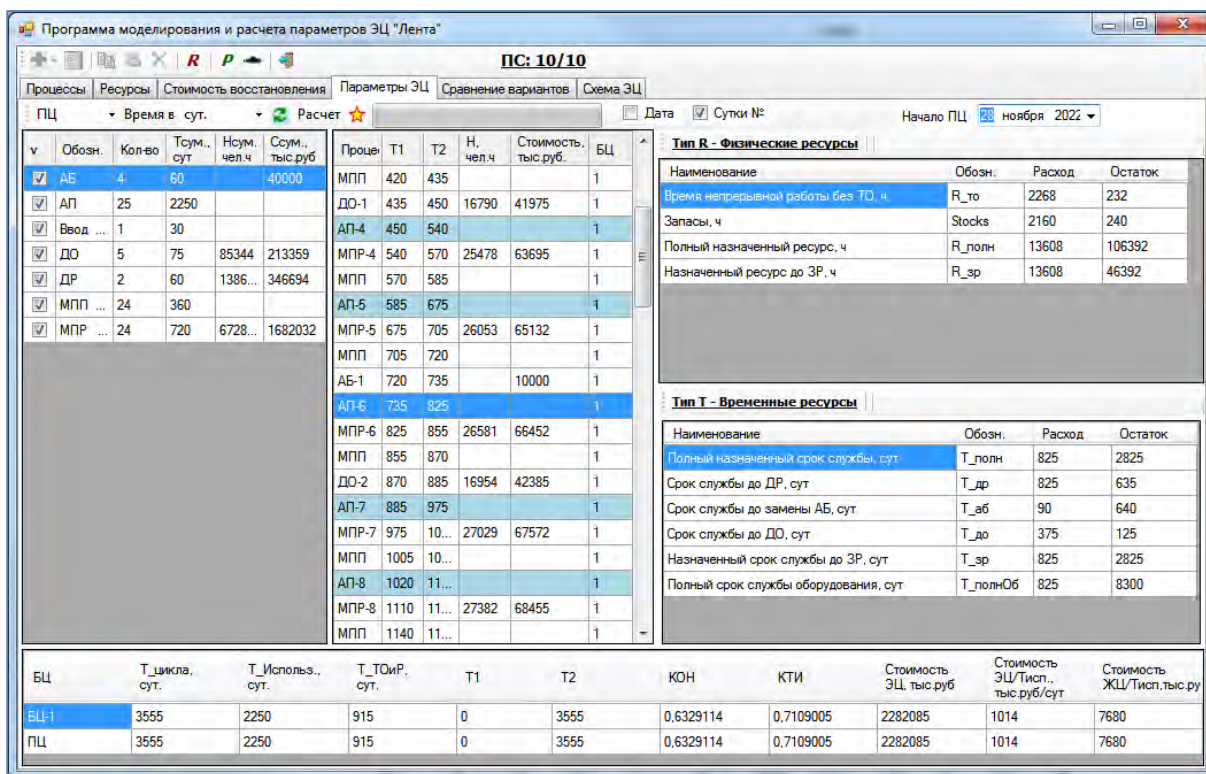 Программа моделирования и расчета параметров ЭЦ "Лента"
R P ПС: 10/10
Процессы Ресурсы Стоимость восстановления Параметры ЭЦ Сравнение вариантов Схема ЭЦ
ПЦ Время в сут. Расчет Дата Сутки № Начало ПЦ 28 ноября 2022
v Обозн. Кол-во Тсум., сут Нсум. чел.ч Ссум., тыс.руб
АБ 4 60 40000
АП 25 2250
Ввод ... 1 30
ДО 5 75 85344 213359
ДР 2 60 1386... 346694
МПП ... 24 360
МПР ... 24 720 6728... 1682032
Процес T1 T2 Н, чел.ч Стоимость, тыс.руб. БЦ
МПП 420 435 1
ДО-1 435 450 16790 41975 1
АП-4 450 540 1
МПР-4 540 570 25478 63695 1
МПП 570 585 1
АП-5 585 675 1
МПР-5 675 705 26053 65132 1
МПП 705 720 1
АБ-1 720 735 10000 1
АП-6 735 825 1
МПР-6 825 855 26581 66452 1
МПП 855 870 1
ДО-2 870 885 16954 42385 1
АП-7 885 975 1
МПР-7 975 10... 27029 67572 1
МПП 1005 10... 1
АП-8 1020 11... 1
МПР-8 1110 11... 27382 68455 1
МПП 1140 11... 1
Тип R - Физические ресурсы
Наименование Обозн. Расход Остаток
Время непрерывной работы без ТО, ч R_то 2268 232
Запасы, ч Stocks 2160 240
Полный назначенный ресурс, ч R_полн 13608 106392
Назначенный ресурс до ЗР, ч R_зр 13608 46392
Тип Т - Временные ресурсы
Наименование Обозн. Расход Остаток
Полный назначенный срок службы, сут Т_полн 825 2825
Срок службы до ДР, сут Т_др 825 635
Срок службы до замены АБ, сут Т_аб 90 640
Срок службы до ДО, сут Т_до 375 125
Назначенный срок службы до ЗР, сут Т_зр 825 2825
Полный срок службы оборудования, сут Т_полнОб 825 8300
БЦ Т_цикла, сут. Т_Использ., сут. Т_ТОиР, сут. T1 T2 КОН КТИ Стоимость ЭЦ, тыс.руб Стоимость ЭЦ/Тисп., тыс.руб/сут Стоимость ЖЦ/Тисп,тыс.ру
БЦ-1 3555 2250 915 0 3555 0,6329114 0,7109005 2282085 1014 7680
ПЦ 3555 2250 915 0 3555 0,6329114 0,7109005 2282085 1014 7680